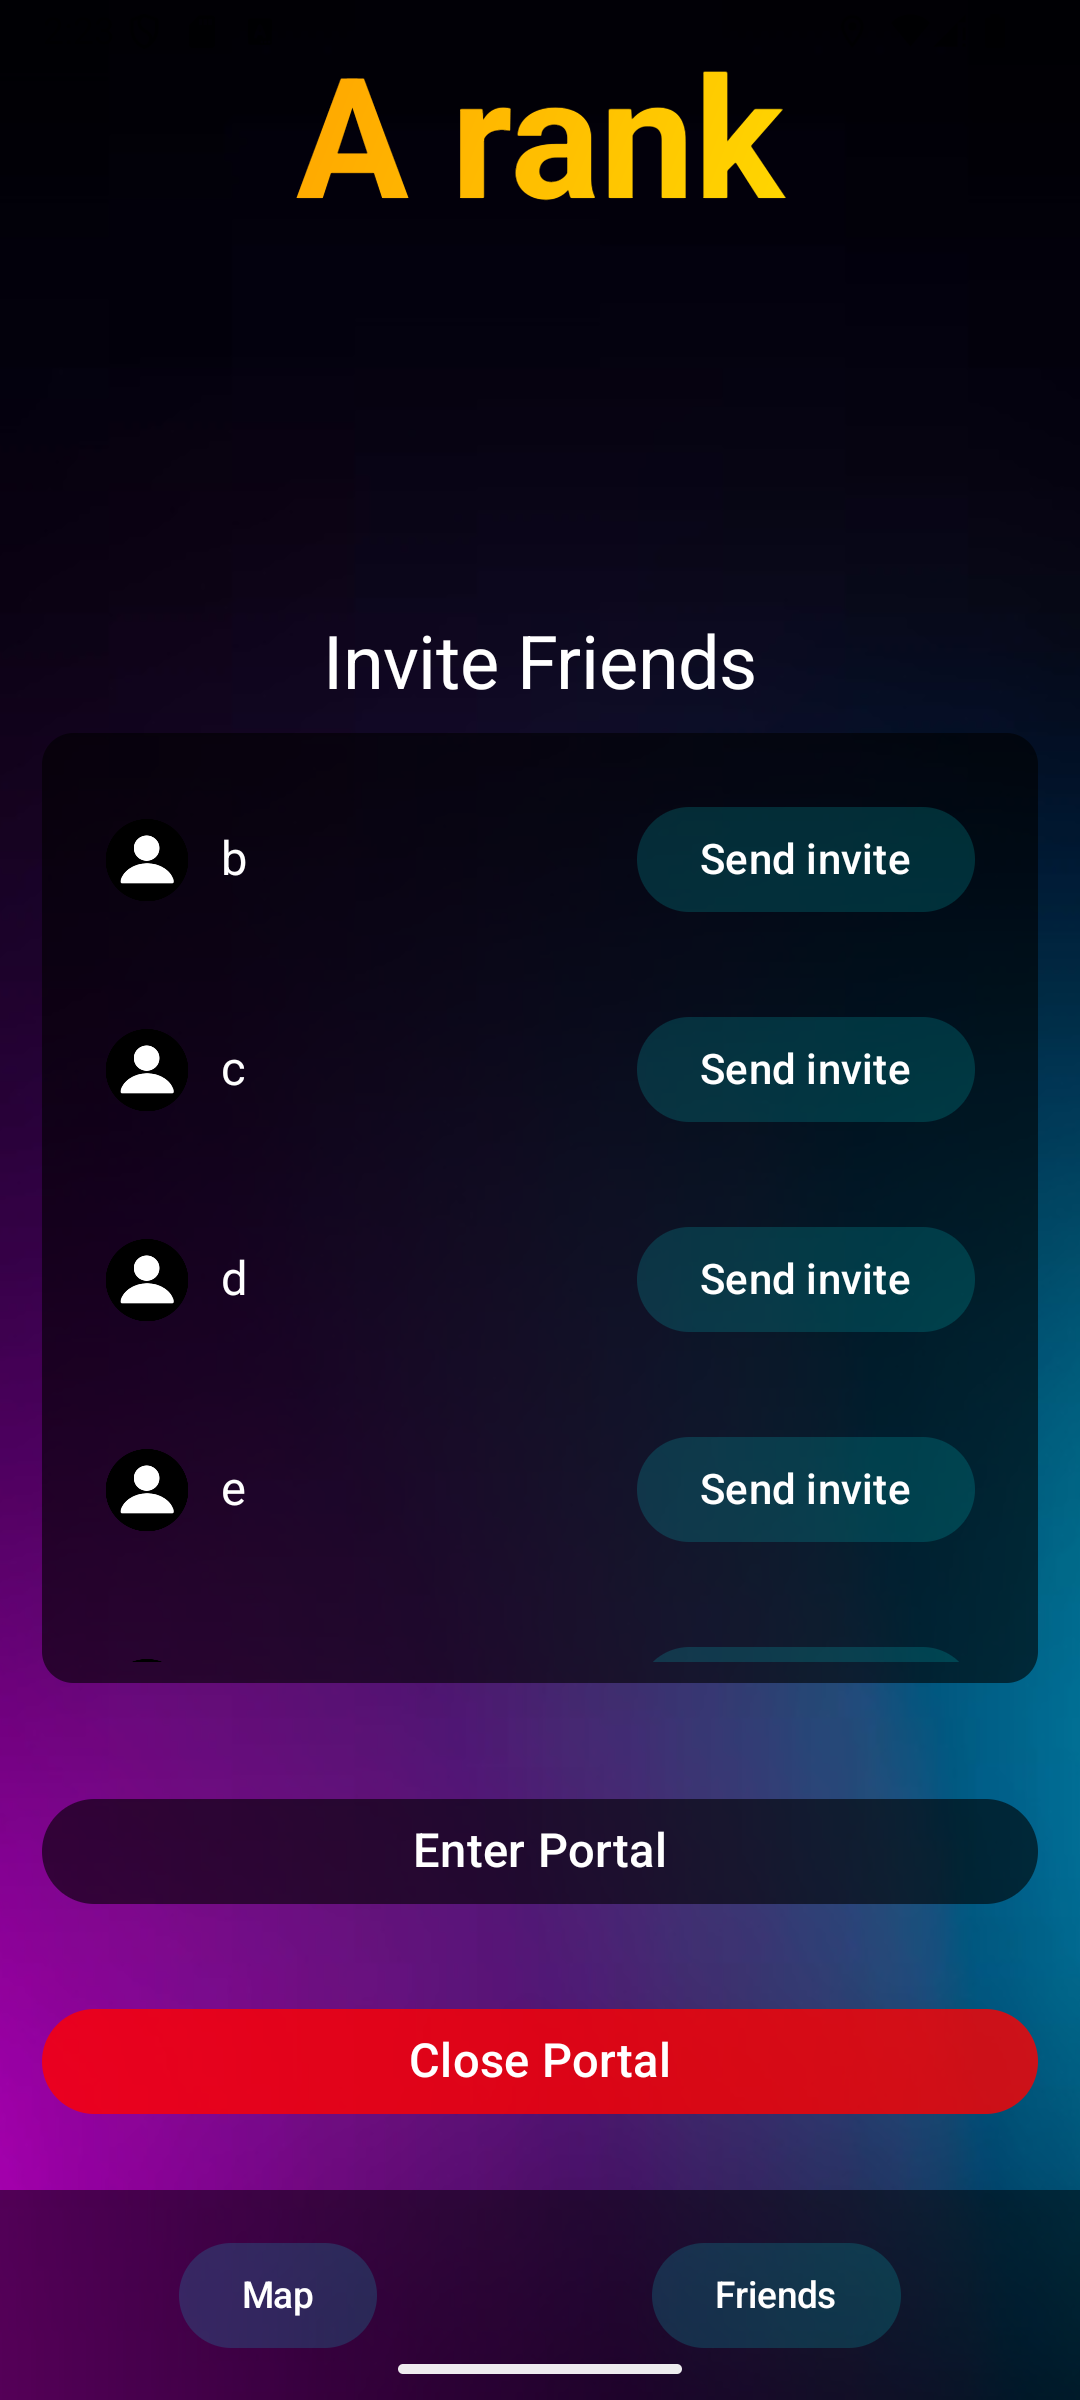 A rank
Invite Friends
b
Send invite
c
Send invite
d
Send invite
e
Send invite
Enter Portal
Close Portal
Map
Friends